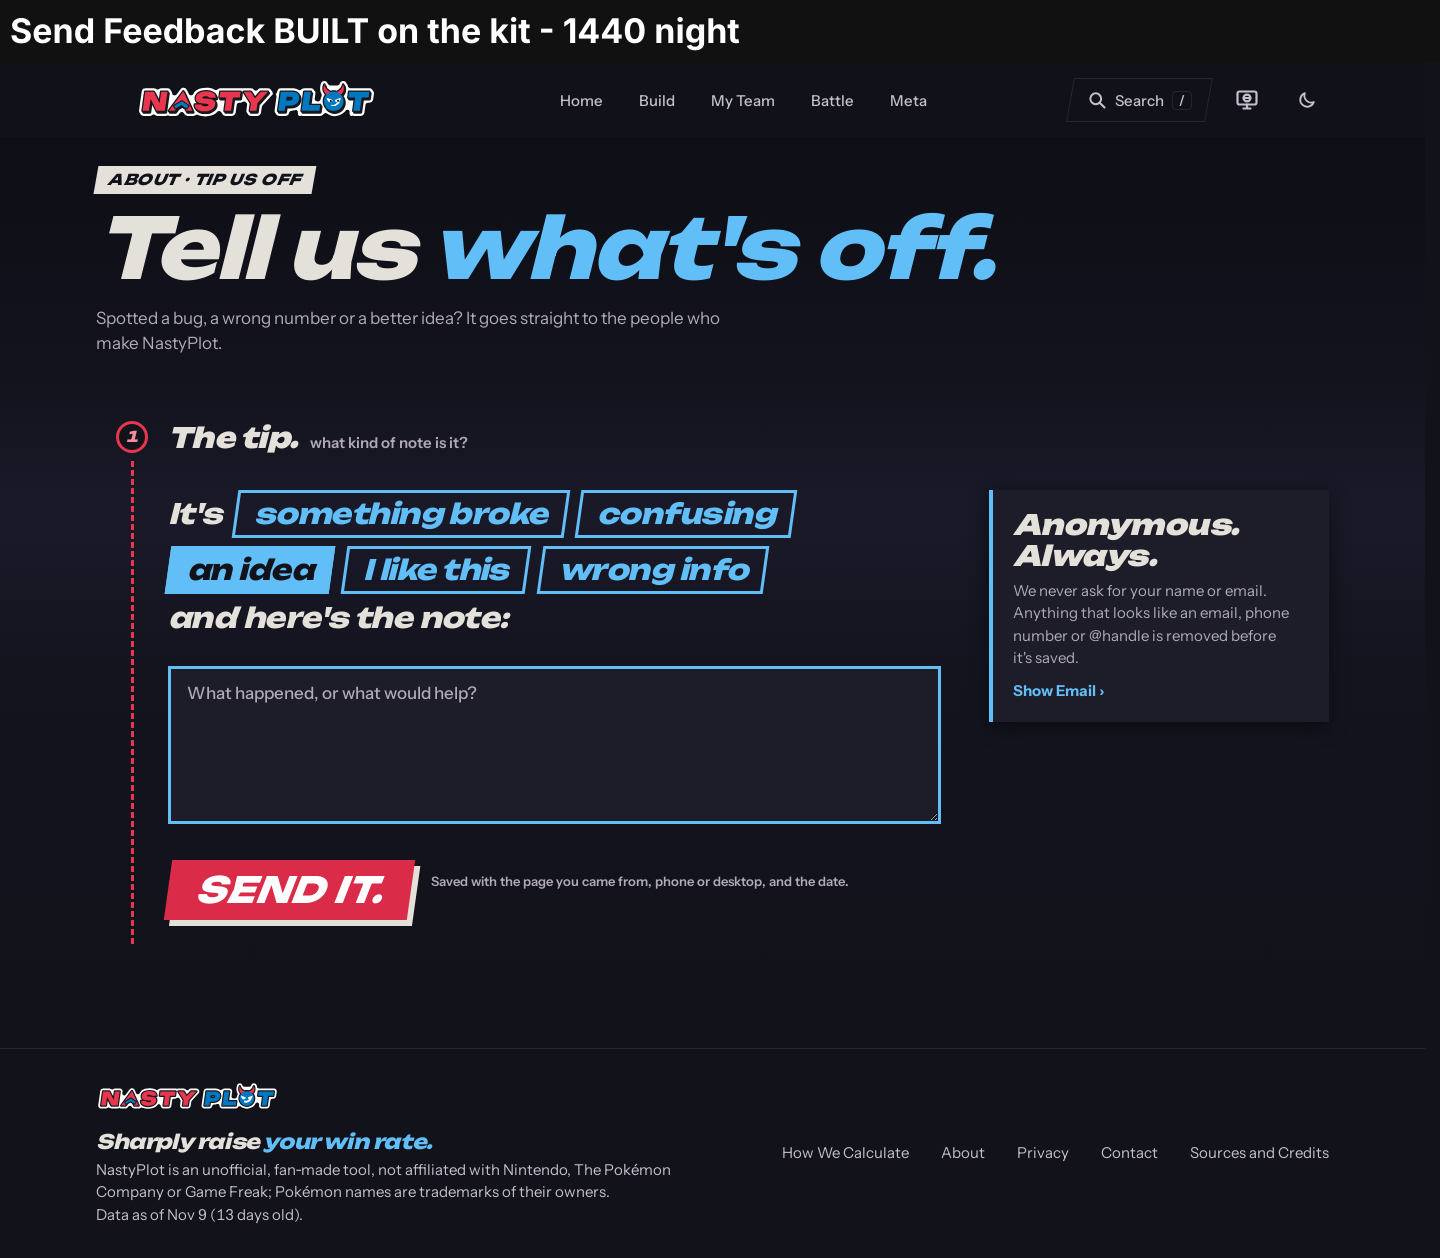 Send Feedback BUILT on the kit - 1440 night
NASTY PLOT
Home Build My Team Battle Meta
Search /
ABOUT · TIP US OFF
Tell us what's off.
Spotted a bug, a wrong number or a better idea? It goes straight to the people who
make NastyPlot.
1 The tip. what kind of note is it?
It's something broke confusing
an idea I like this wrong info
and here's the note:
What happened, or what would help?
SEND IT. Saved with the page you came from, phone or desktop, and the date.
Anonymous.
Always.
We never ask for your name or email.
Anything that looks like an email, phone
number or @handle is removed before
it's saved.
Show Email ›
NASTY PLOT
Sharply raise your win rate.
NastyPlot is an unofficial, fan-made tool, not affiliated with Nintendo, The Pokémon
Company or Game Freak; Pokémon names are trademarks of their owners.
Data as of Nov 9 (13 days old).
How We Calculate About Privacy Contact Sources and Credits